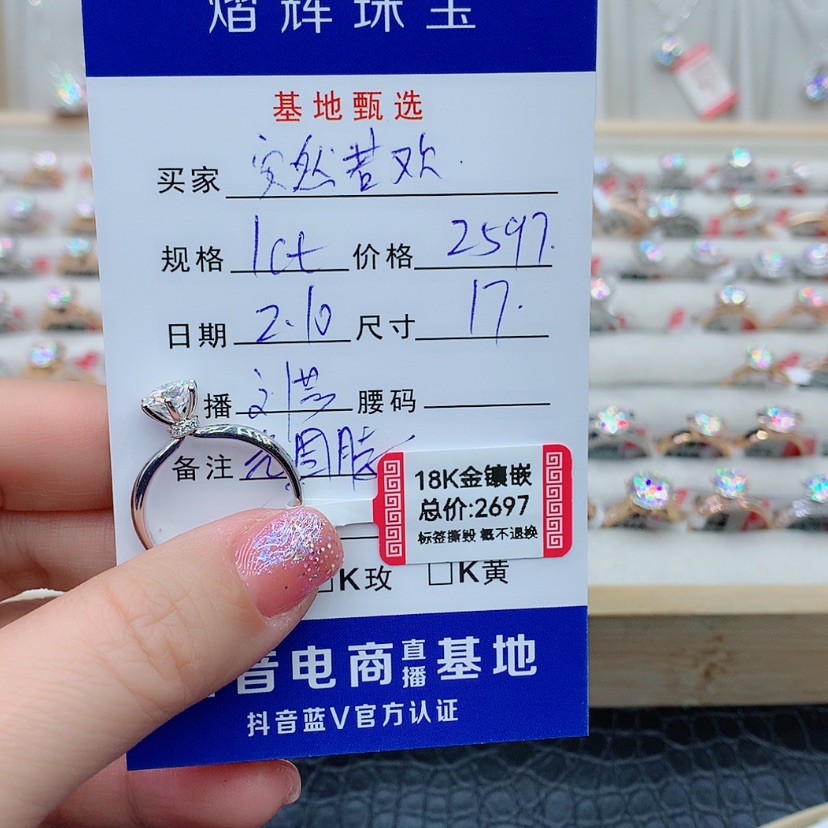 熠辉珠宝
基地甄选
买家 安然若欢.
规格 1ct 价格 2597.
日期 2.10 尺寸 17.
播 腰码
备注
18K金镶嵌
总价:2697
标签撕毁 概不退换
□K玫 □K黄
音电商直播基地
抖音蓝V官方认证